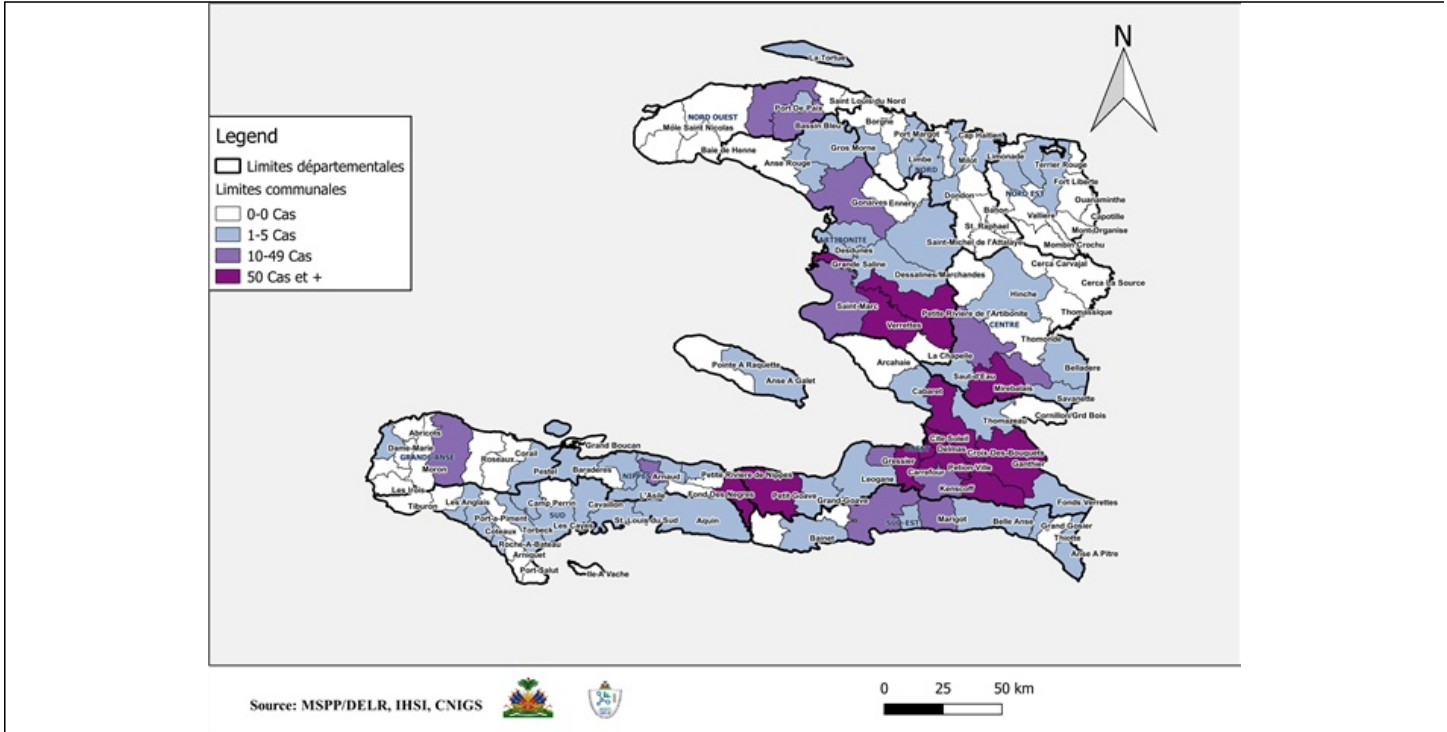 N
Legend
Limites départementales
Limites communales
0-0 Cas
1-5 Cas
10-49 Cas
50 Cas et +
La Tortue
Port De Paix
Saint Louis du Nord
NORD OUEST
Môle Saint Nicolas
Bassin Bleu
Borgne
Port Margot
Cap Haitien
Baie de Henne
Anse Rouge
Gros Morne
Limbe
NORD
Milot
Limonade
Terrier Rouge
Fort Liberte
NORD EST
Ouanaminthe
Gonaives
Ennery
Dondon
Bahon
Valliere
Capotille
St. Raphael
Mont-Organise
ARTIBONITE
Desdunes
Saint-Michel de l'Attalaye
Mombin Crochu
Grande Saline
Cerca Carvajal
Dessalines/Marchandes
Cerca La Source
Hinche
Saint-Marc
Petite Riviere de l'Artibonite
Thomassique
Verrettes
CENTRE
Thomonde
La Chapelle
Arcahaie
Belladere
Pointe A Raquette
Saut-d'Eau
Anse A Galet
Cabaret
Mirebalais
Savanette
Thomazeau
Cornillon/Grd Bois
Abricots
Grand Boucan
Cite Soleil
Dame-Marie
Corail
Delmas
Croix-Des-Bouquets
GRANDE ANSE
Roseaux
Moron
Pestel
Baradères
NIPPES
Arnaud
Petite Riviere de Nippes
Gressier
Carrefour
Petion-Ville
Ganthier
Leogane
Kenscoff
Les Irois
L'Asile
Fond Des Negres
Petit Goave
Grand Goave
Fonds Verrettes
Tiburon
Les Anglais
Camp Perrin
Cavaillon
Port-a-Piment
SUD
St. Louis du Sud
Aquin
SUD-EST
Marigot
Belle Anse
Grand Gosier
Coteaux
Torbeck
Les Cayes
Bainet
Thiotte
Roche-A-Bateau
Arniquet
Anse A Pitre
Port-Salut
Ile-A Vache
Source: MSPP/DELR, IHSI, CNIGS
0 25 50 km